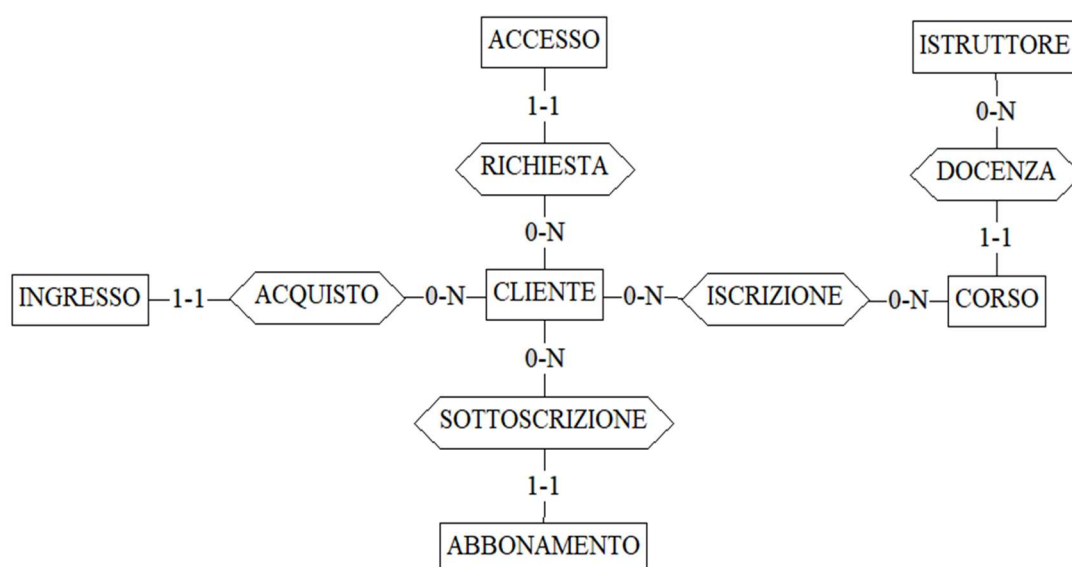 ACCESSO
ISTRUTTORE
1-1
0-N
RICHIESTA
DOCENZA
0-N
1-1
INGRESSO
1-1
ACQUISTO
0-N
CLIENTE
0-N
ISCRIZIONE
0-N
CORSO
0-N
SOTTOSCRIZIONE
1-1
ABBONAMENTO